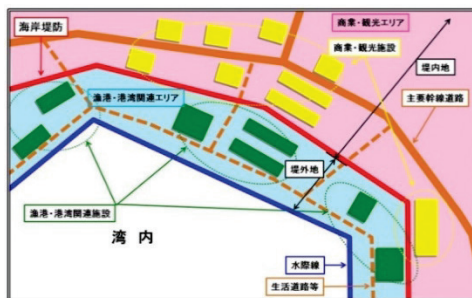 商業・観光エリア
海岸堤防
商業・観光施設
堤内地
漁港・港湾関連エリア
主要幹線道路
堤外地
漁港・港湾関連施設
湾 内
水際線
生活道路等